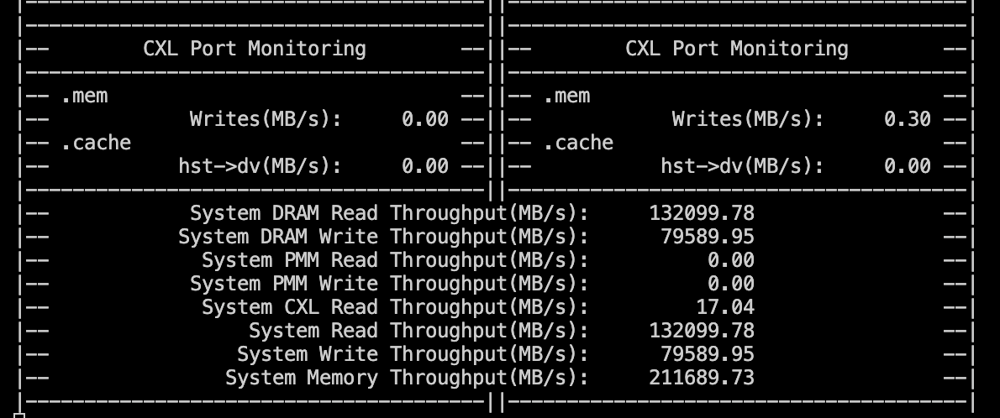 |---------------------------------------||---------------------------------------|
|---------------------------------------||---------------------------------------|
|--        CXL Port Monitoring        --||--        CXL Port Monitoring        --|
|---------------------------------------||---------------------------------------|
|-- .mem                              --||-- .mem                              --|
|--            Writes(MB/s):     0.00 --||--            Writes(MB/s):     0.30 --|
|-- .cache                            --||-- .cache                            --|
|--           hst->dv(MB/s):     0.00 --||--           hst->dv(MB/s):     0.00 --|
|---------------------------------------||---------------------------------------|
|--            System DRAM Read Throughput(MB/s):     132099.78                --|
|--           System DRAM Write Throughput(MB/s):      79589.95                --|
|--             System PMM Read Throughput(MB/s):          0.00                --|
|--            System PMM Write Throughput(MB/s):          0.00                --|
|--             System CXL Read Throughput(MB/s):         17.04                --|
|--                 System Read Throughput(MB/s):     132099.78                --|
|--                System Write Throughput(MB/s):      79589.95                --|
|--               System Memory Throughput(MB/s):     211689.73                --|
|---------------------------------------||---------------------------------------|